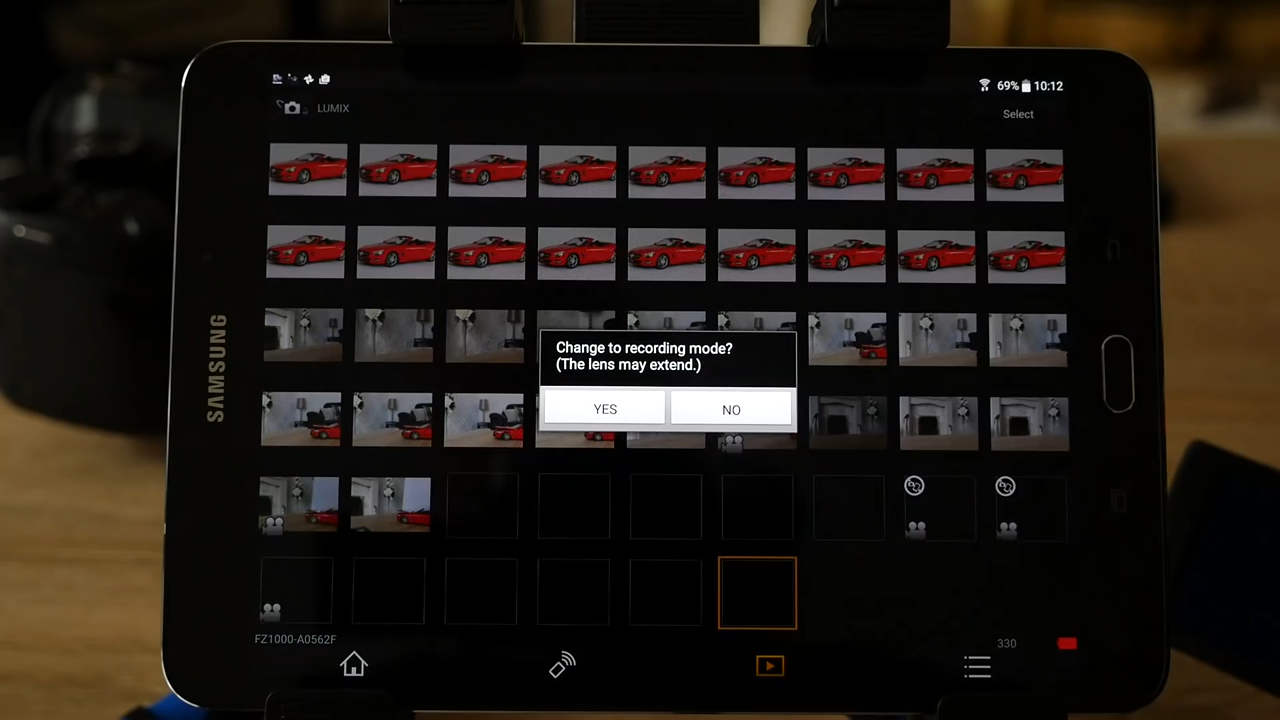 69% 10:12
LUMIX
Select
SAMSUNG
Change to recording mode?
(The lens may extend.)
YES NO
FZ1000-A0562F
330